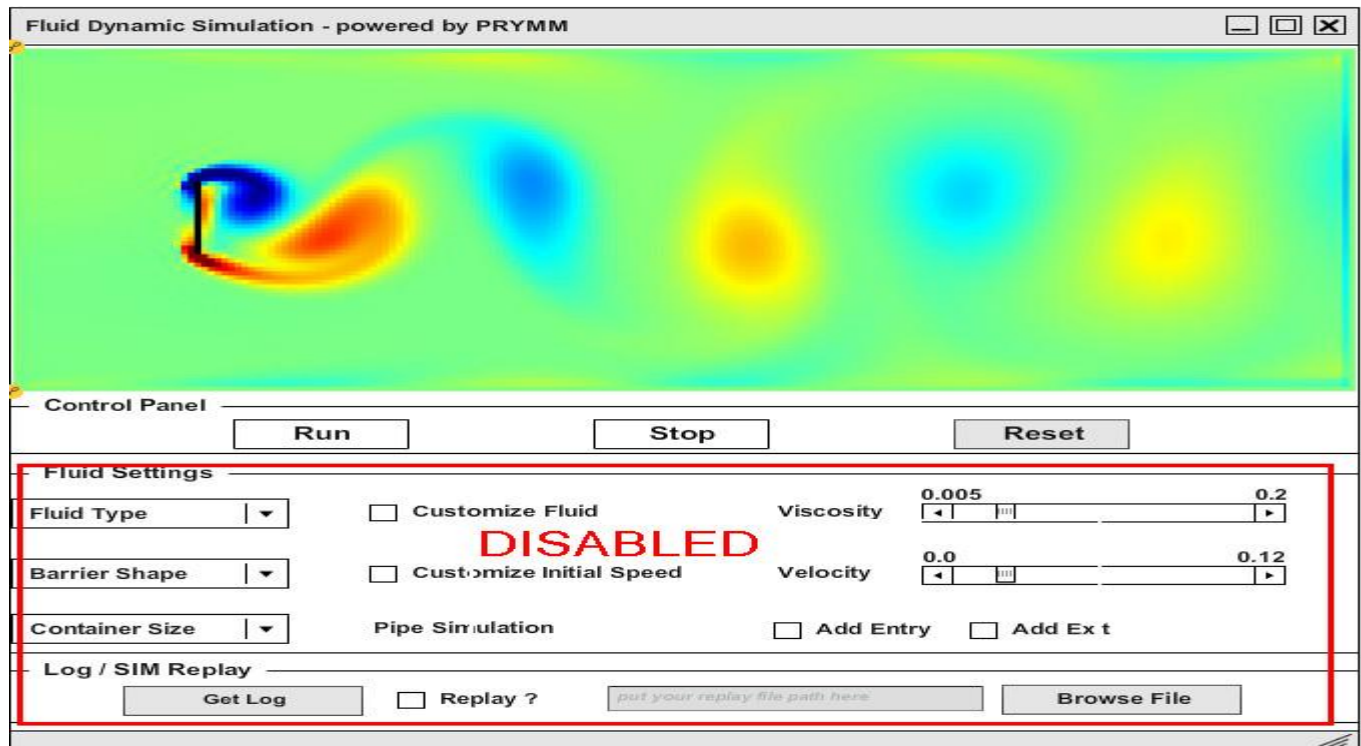 Fluid Dynamic Simulation - powered by PRYMM
Control Panel
Run Stop Reset
Fluid Settings
0.005 0.2
Fluid Type Customize Fluid Viscosity
DISABLED
0.0 0.12
Barrier Shape Customize Initial Speed Velocity
Container Size Pipe Simulation Add Entry Add Ex t
Log / SIM Replay
Get Log Replay ? put your replay file path here Browse File